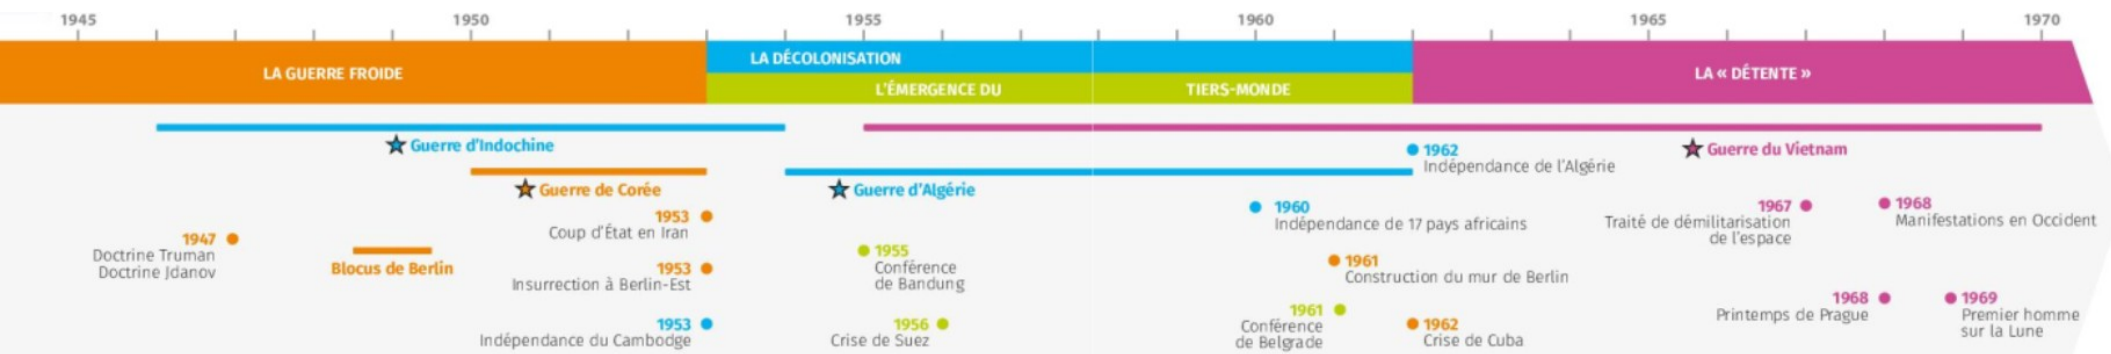 1945 1950 1955 1960 1965 1970
LA GUERRE FROIDE
LA DÉCOLONISATION
L'ÉMERGENCE DU TIERS-MONDE
LA « DÉTENTE »
Guerre d'Indochine
Guerre de Corée
Guerre d'Algérie
Guerre du Vietnam
1947
Doctrine Truman
Doctrine Jdanov
Blocus de Berlin
1953
Coup d'État en Iran
1953
Insurrection à Berlin-Est
1953
Indépendance du Cambodge
1955
Conférence
de Bandung
1956
Crise de Suez
1962
Indépendance de l'Algérie
1960
Indépendance de 17 pays africains
1961
Construction du mur de Berlin
1961
Conférence
de Belgrade
1962
Crise de Cuba
1967
Traité de démilitarisation
de l'espace
1968
Manifestations en Occident
1968
Printemps de Prague
1969
Premier homme
sur la Lune